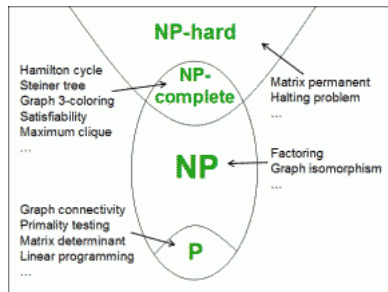 NP-hard
Hamilton cycle
Steiner tree
Graph 3-coloring
Satisfiability
Maximum clique
...
NP-
complete
Matrix permanent
Halting problem
...
NP
Factoring
Graph isomorphism
...
Graph connectivity
Primality testing
Matrix determinant
Linear programming
...
P